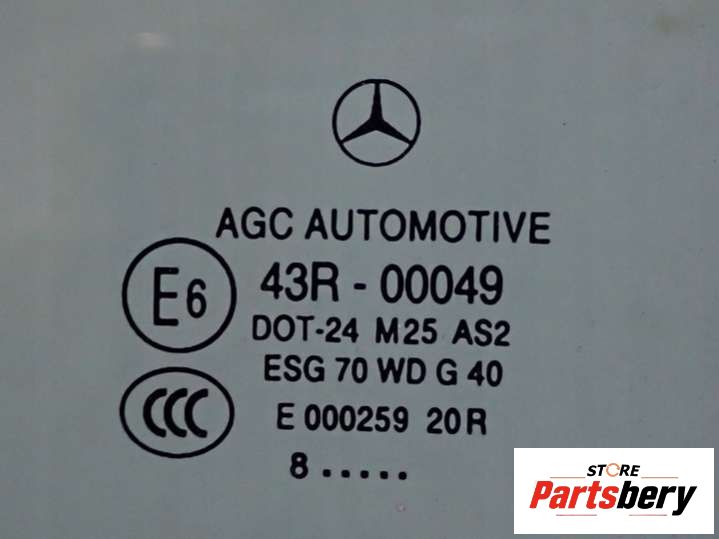 AGC AUTOMOTIVE
E6
43R - 00049
DOT-24 M25 AS2
ESG 70 WD G 40
CCC
E 000259 20R
8 .....
STORE
Partsbery